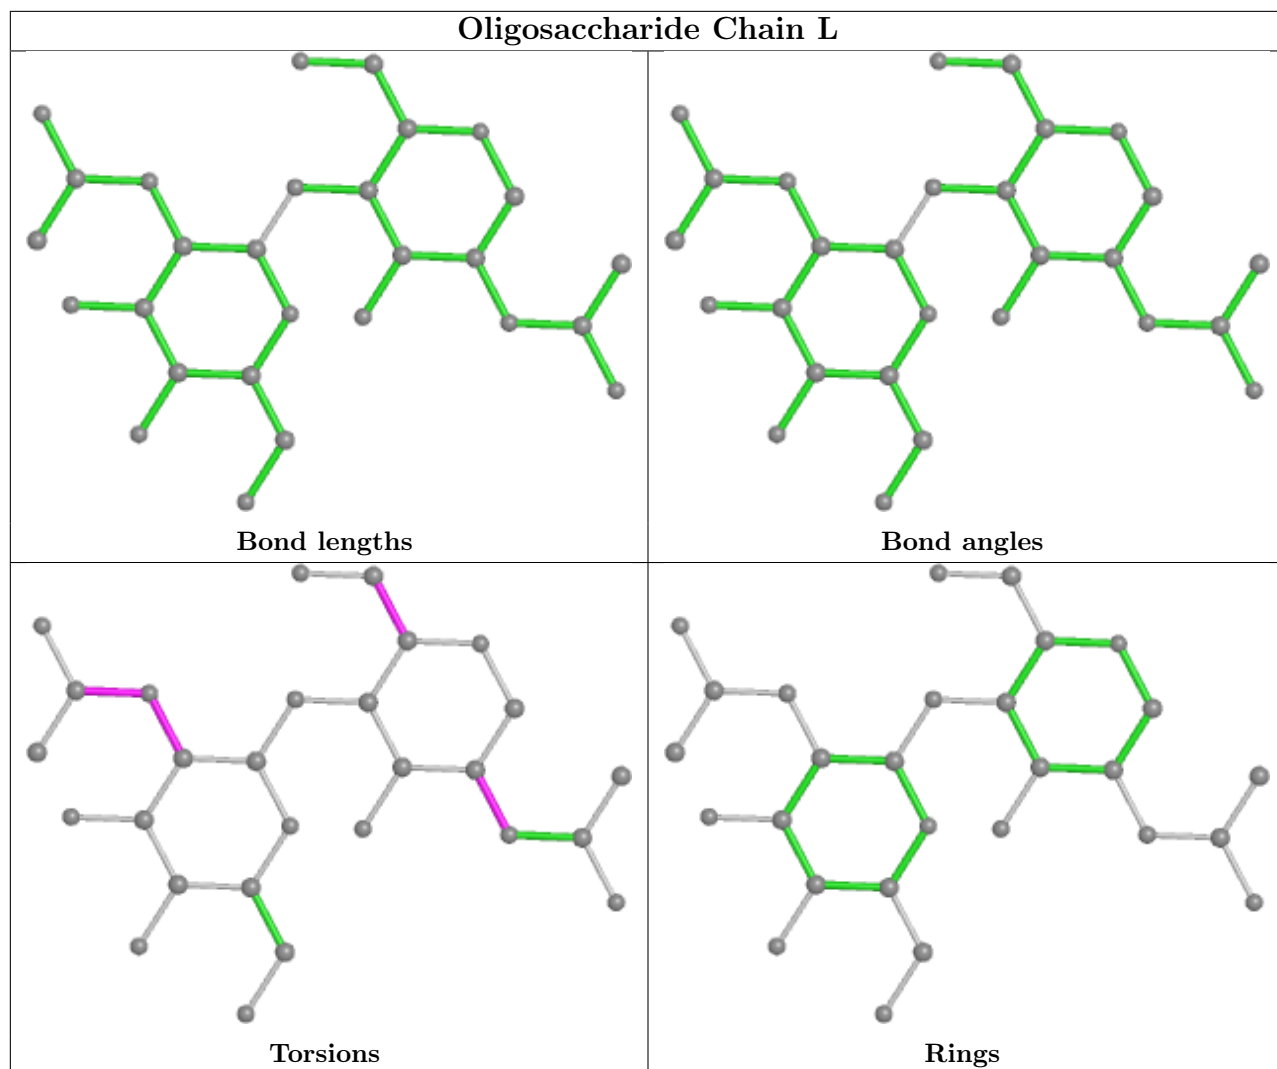 Oligosaccharide Chain L
Bond lengths
Bond angles
Torsions
Rings